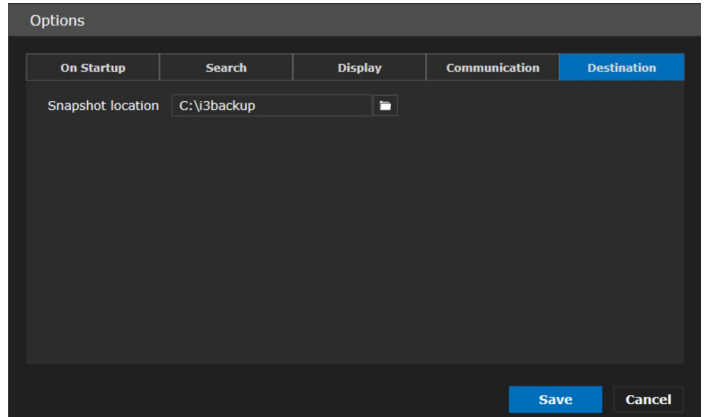 Options
On Startup Search Display Communication Destination
Snapshot location C:\i3backup
Save Cancel